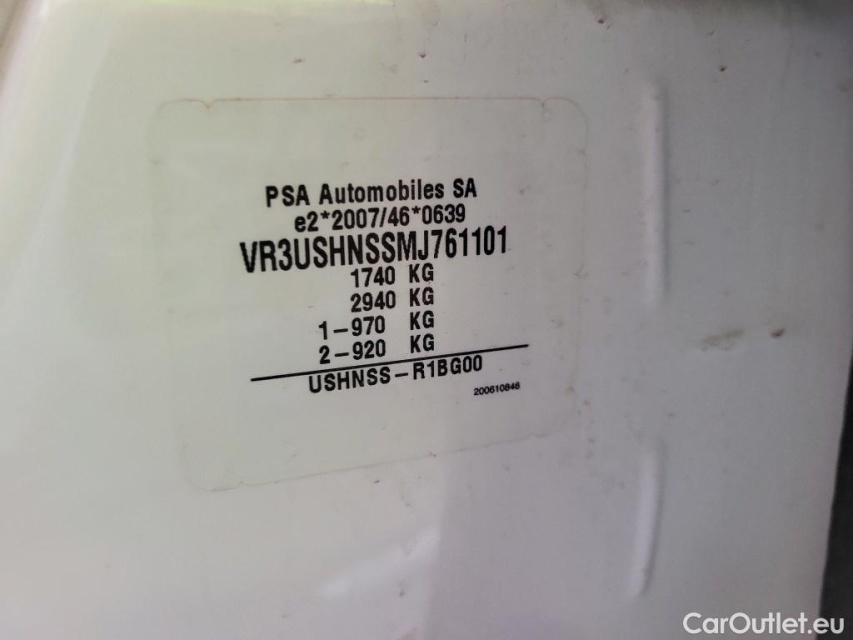 PSA Automobiles SA
e2*2007/46*0639
VR3USHNSSMJ761101
1740 KG
2940 KG
1-970 KG
2-920 KG
USHNSS-R1BG00
200610846
CarOutlet.eu